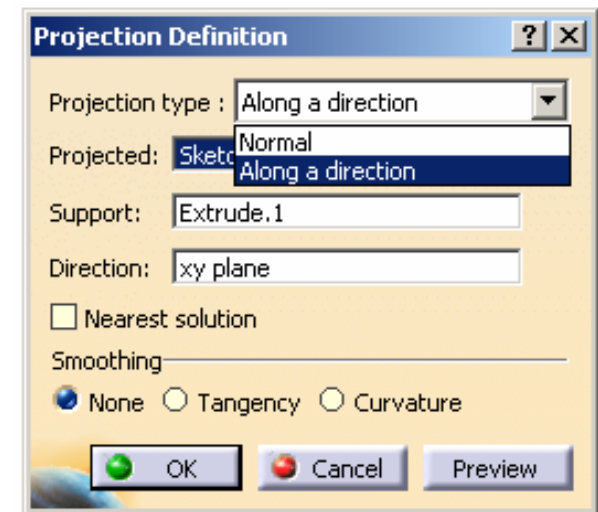 Projection Definition ? ×
Projection type : Along a direction
Normal
Projected:
Along a direction
Support: Extrude.1
Direction: xy plane
Nearest solution
Smoothing
None Tangency Curvature
OK Cancel Preview